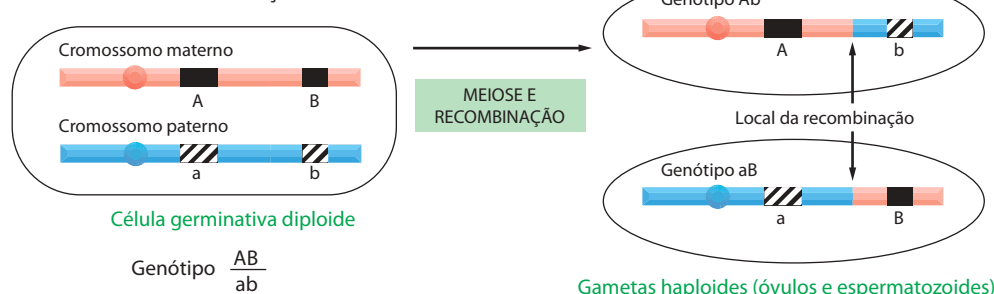 Cromossomo materno
A B
Cromossomo paterno
a b
Célula germinativa diploide
Genótipo AB
ab
MEIOSE E
RECOMBINAÇÃO
Genótipo Ab
A b
Local da recombinação
Genótipo aB
a B
Gametas haploides (óvulos e espermatozoides)